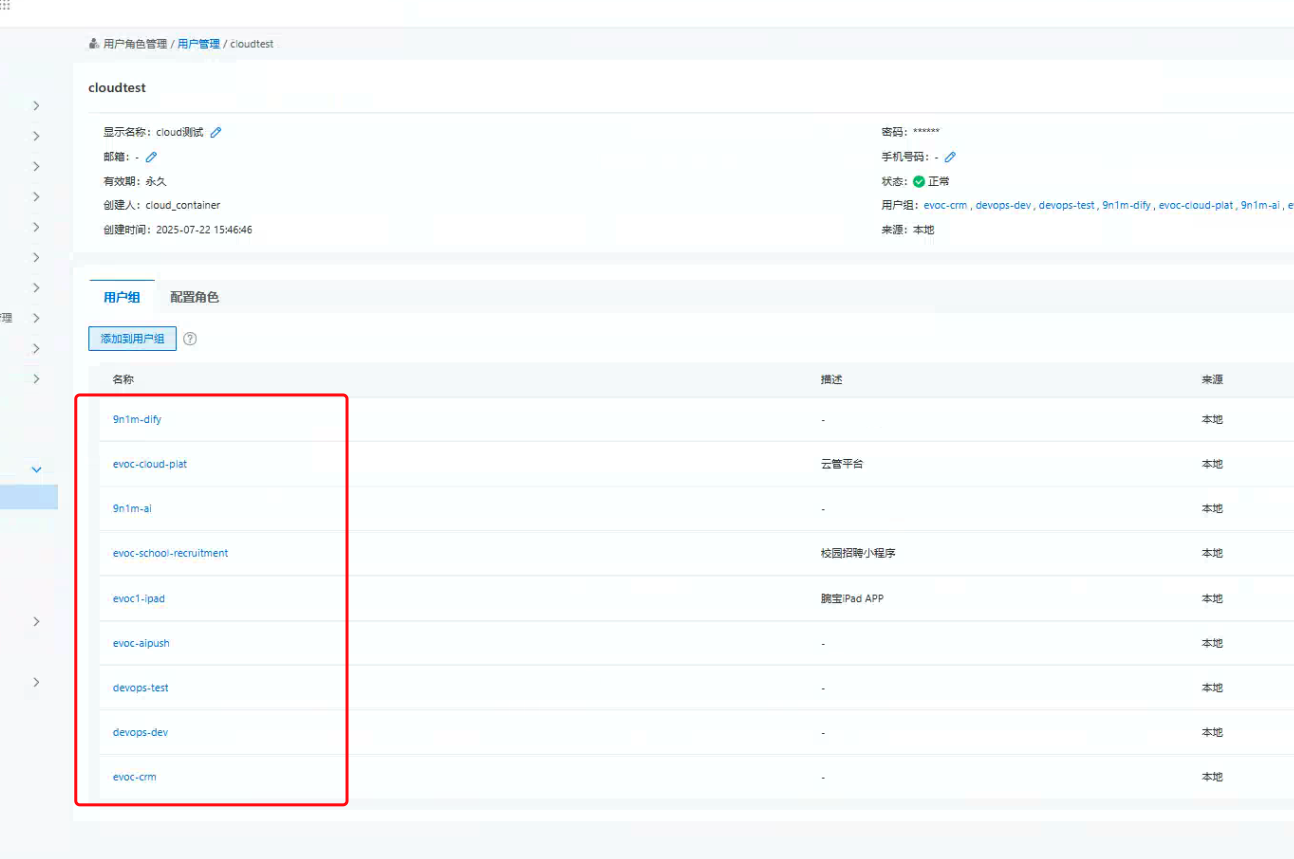 用户角色管理 / 用户管理 / cloudtest
cloudtest
显示名称：cloud测试
密码：******
邮箱：-
手机号码：-
有效期：永久
状态：正常
创建人：cloud_container
用户组：evoc-crm , devops-dev , devops-test , 9n1m-dify , evoc-cloud-plat , 9n1m-ai , e
创建时间：2025-07-22 15:46:46
来源：本地
用户组 配置角色
理
添加到用户组 ?
名称 描述 来源
9n1m-dify - 本地
evoc-cloud-plat 云管平台 本地
9n1m-ai - 本地
evoc-school-recruitment 校园招聘小程序 本地
evoc1-ipad 腾宝iPad APP 本地
evoc-aipush - 本地
devops-test - 本地
devops-dev - 本地
evoc-crm - 本地